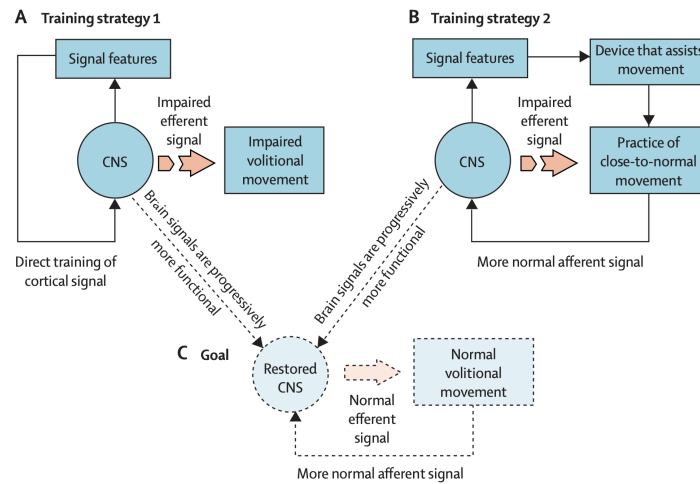 A Training strategy 1
Signal features
Impaired
efferent
signal
CNS
Impaired
volitional
movement
Direct training of
cortical signal
Brain signals are progressively
more functional
B Training strategy 2
Signal features
Device that assists
movement
Impaired
efferent
signal
CNS
Practice of
close-to-normal
movement
More normal afferent signal
Brain signals are progressively
more functional
C Goal
Restored
CNS
Normal
efferent
signal
Normal
volitional
movement
More normal afferent signal